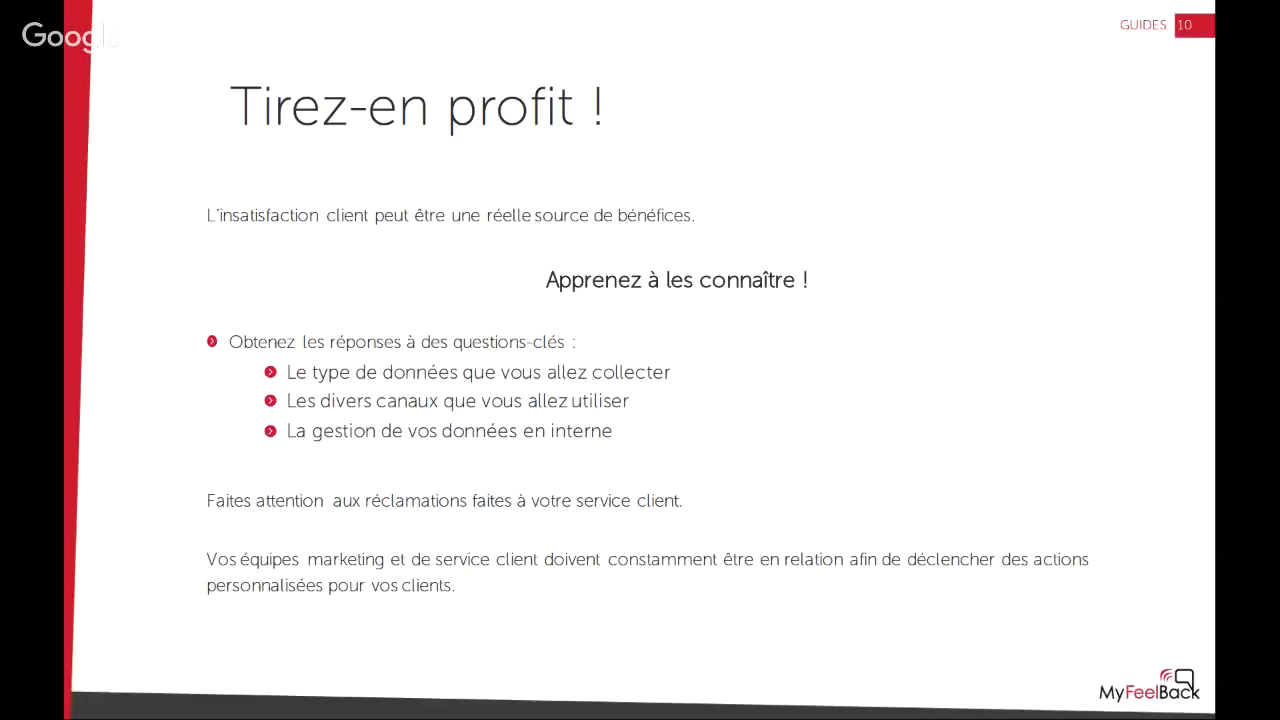 Google
GUIDES 10
Tirez-en profit !
L'insatisfaction client peut être une réelle source de bénéfices.
Apprenez à les connaître !
Obtenez les réponses à des questions-clés :
Le type de données que vous allez collecter
Les divers canaux que vous allez utiliser
La gestion de vos données en interne
Faites attention aux réclamations faites à votre service client.
Vos équipes marketing et de service client doivent constamment être en relation afin de déclencher des actions
personnalisées pour vos clients.
MyFeelBack